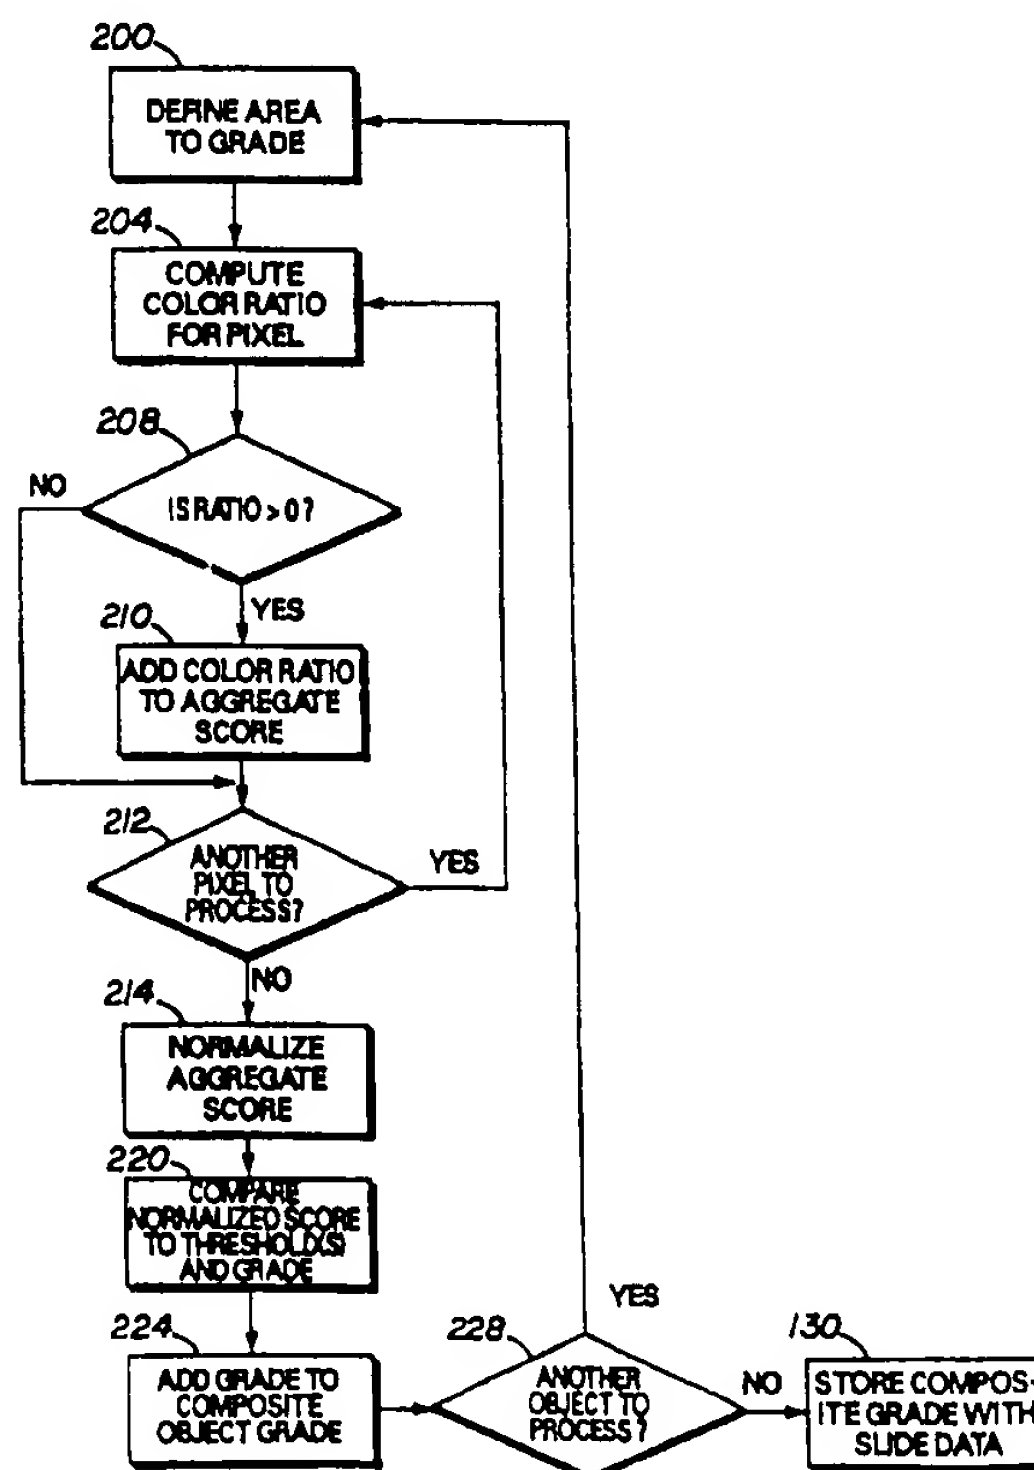 200
DEFINE AREA
TO GRADE
204
COMPUTE
COLOR RATIO
FOR PIXEL
208
NO
IS RATIO > 0?
YES
210
ADD COLOR RATIO
TO AGGREGATE
SCORE
212
ANOTHER
PIXEL TO
PROCESS?
YES
NO
214
NORMALIZE
AGGREGATE
SCORE
220
COMPARE
NORMALIZED SCORE
TO THRESHOLD(S)
AND GRADE
224
ADD GRADE TO
COMPOSITE
OBJECT GRADE
228
YES
ANOTHER
OBJECT TO
PROCESS?
NO
130
STORE COMPOS-
ITE GRADE WITH
SLIDE DATA